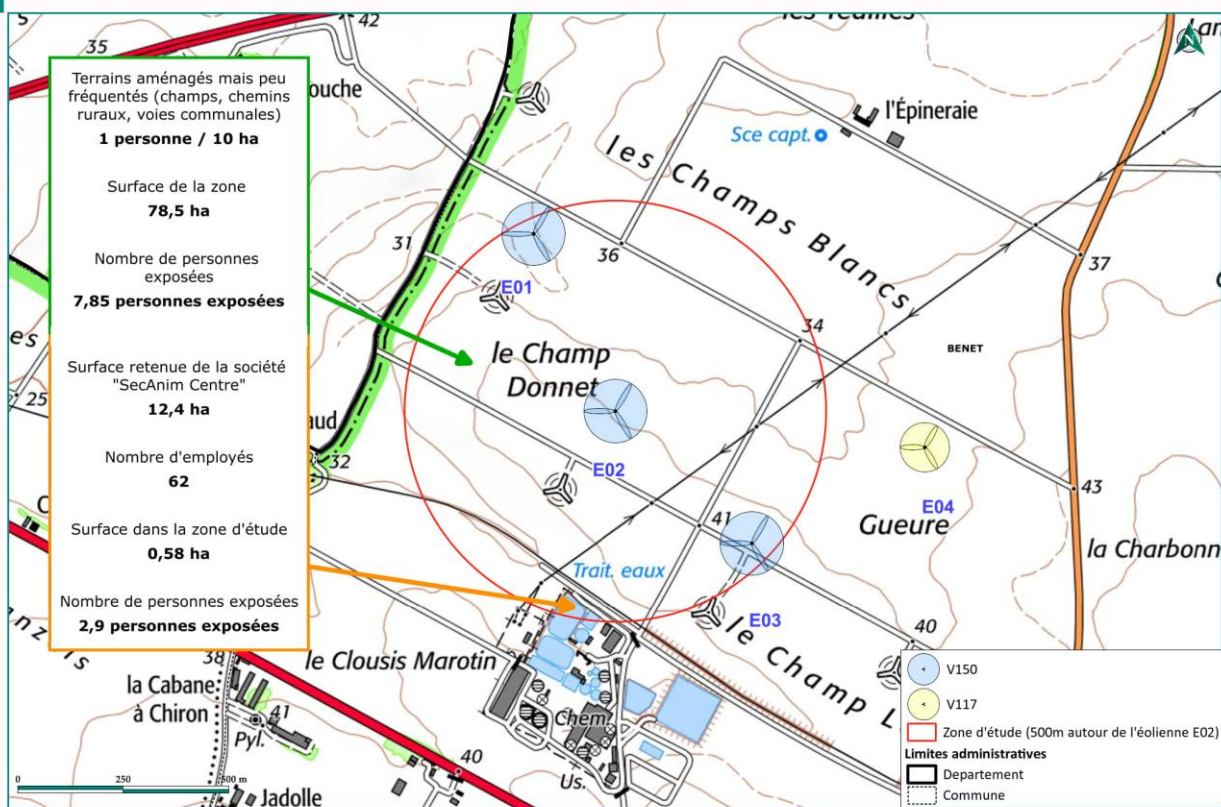 Terrains aménagés mais peu
fréquentés (champs, chemins
ruraux, voies communales)
1 personne / 10 ha
Surface de la zone
78,5 ha
Nombre de personnes
exposées
7,85 personnes exposées
Surface retenue de la société
"SecAnim Centre"
12,4 ha
Nombre d'employés
62
Surface dans la zone d'étude
0,58 ha
Nombre de personnes exposées
2,9 personnes exposées
42
35
ouche
N
l'Épineraie
Sce capt.
les Champs Blancs
31
36
37
E01
34
BENET
le Champ
Donnet
es
25
aud
32
E02
E04
43
Gueure
41
la Charbonn
Trait. eaux
E03
le Champ L
40
38
le Clousis Marotin
la Cabane
à Chiron
41
Pyl.
Chem.
Us.
40
Jadolle
0
250
500 m
V150
V117
Zone d'étude (500m autour de l'éolienne E02)
Limites administratives
Departement
Commune